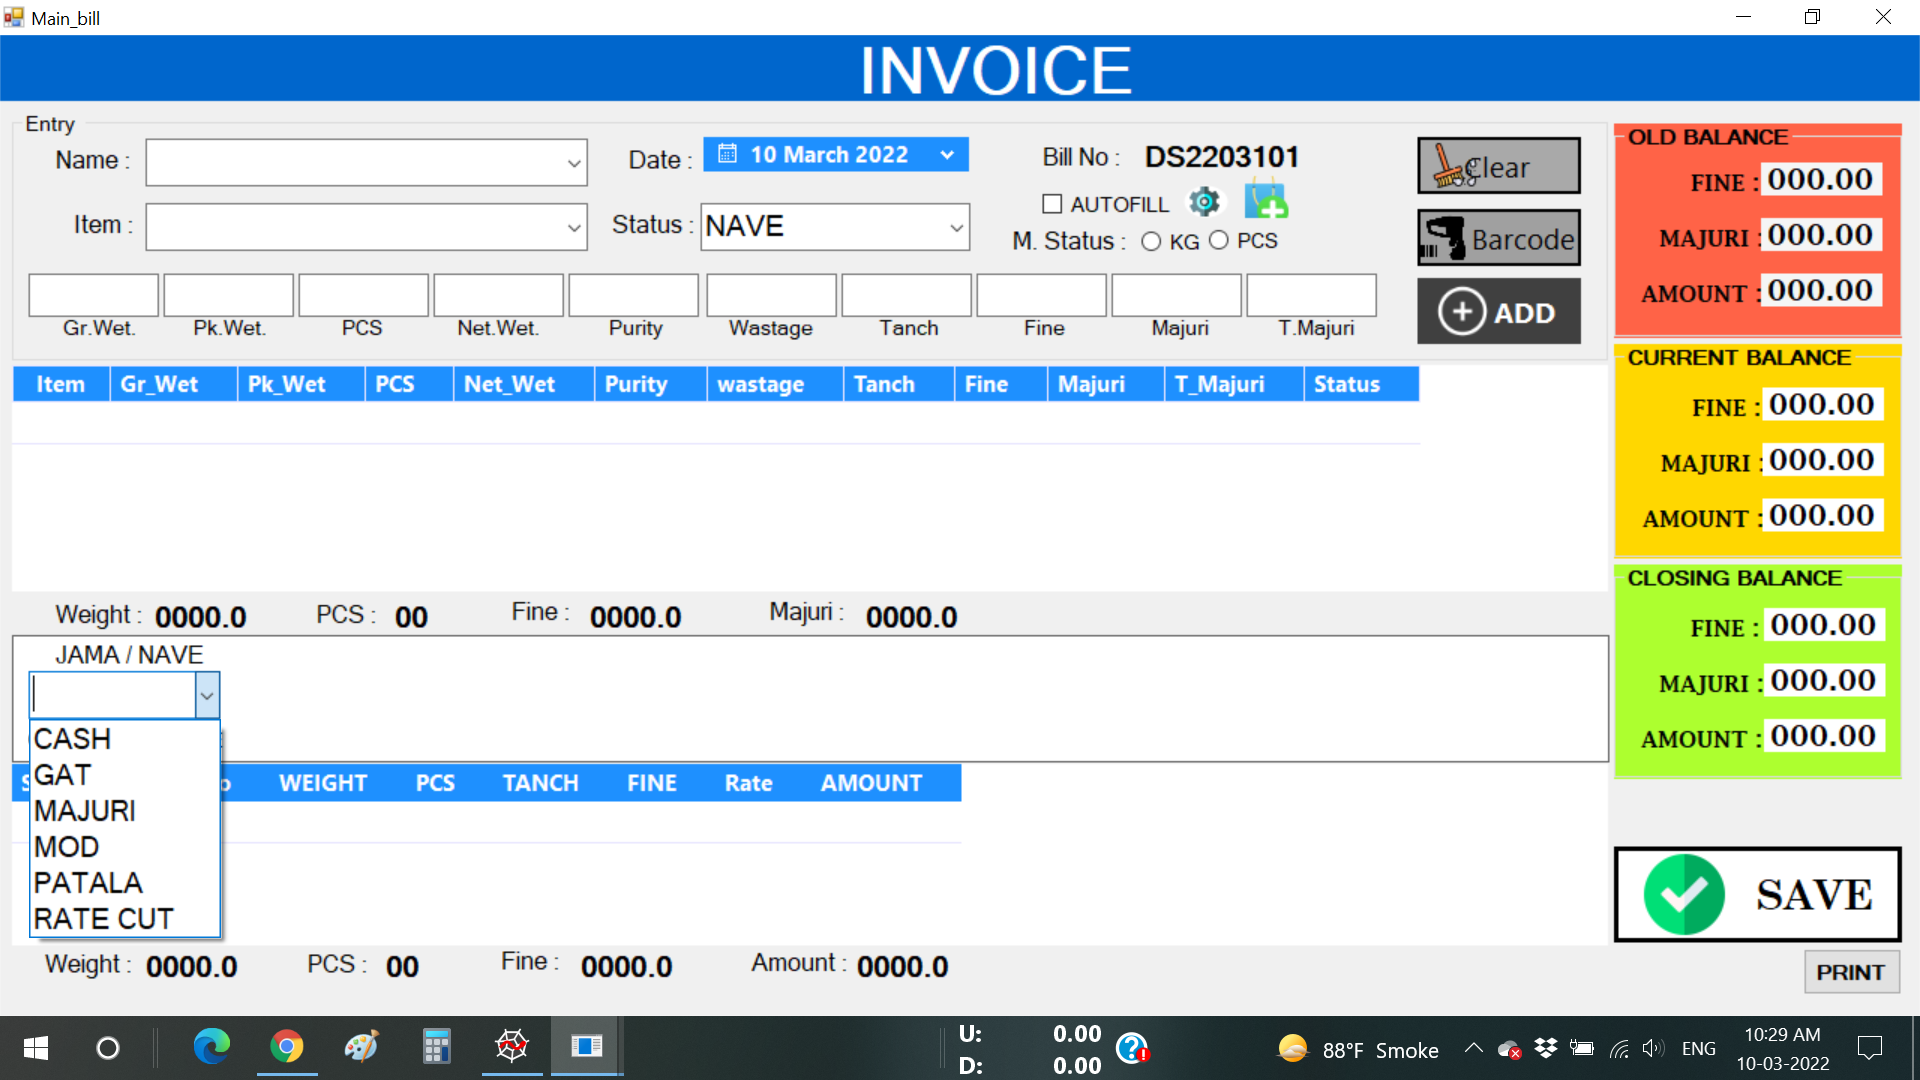 Main_bill
INVOICE
Entry
Name :
Date : 10 March 2022
Bill No : DS2203101
Clear
AUTOFILL
Item :
Status : NAVE
M. Status : KG PCS
Barcode
ADD
Gr.Wet. Pk.Wet. PCS Net.Wet. Purity Wastage Tanch Fine Majuri T.Majuri
Item Gr_Wet Pk_Wet PCS Net_Wet Purity wastage Tanch Fine Majuri T_Majuri Status
Weight : 0000.0 PCS : 00 Fine : 0000.0 Majuri : 0000.0
JAMA / NAVE
CASH
GAT
MAJURI
MOD
PATALA
RATE CUT
WEIGHT PCS TANCH FINE Rate AMOUNT
Weight : 0000.0 PCS : 00 Fine : 0000.0 Amount : 0000.0
OLD BALANCE
FINE : 000.00
MAJURI : 000.00
AMOUNT : 000.00
CURRENT BALANCE
FINE : 000.00
MAJURI : 000.00
AMOUNT : 000.00
CLOSING BALANCE
FINE : 000.00
MAJURI : 000.00
AMOUNT : 000.00
SAVE
PRINT
U: 0.00
D: 0.00
88°F Smoke
ENG
10:29 AM
10-03-2022